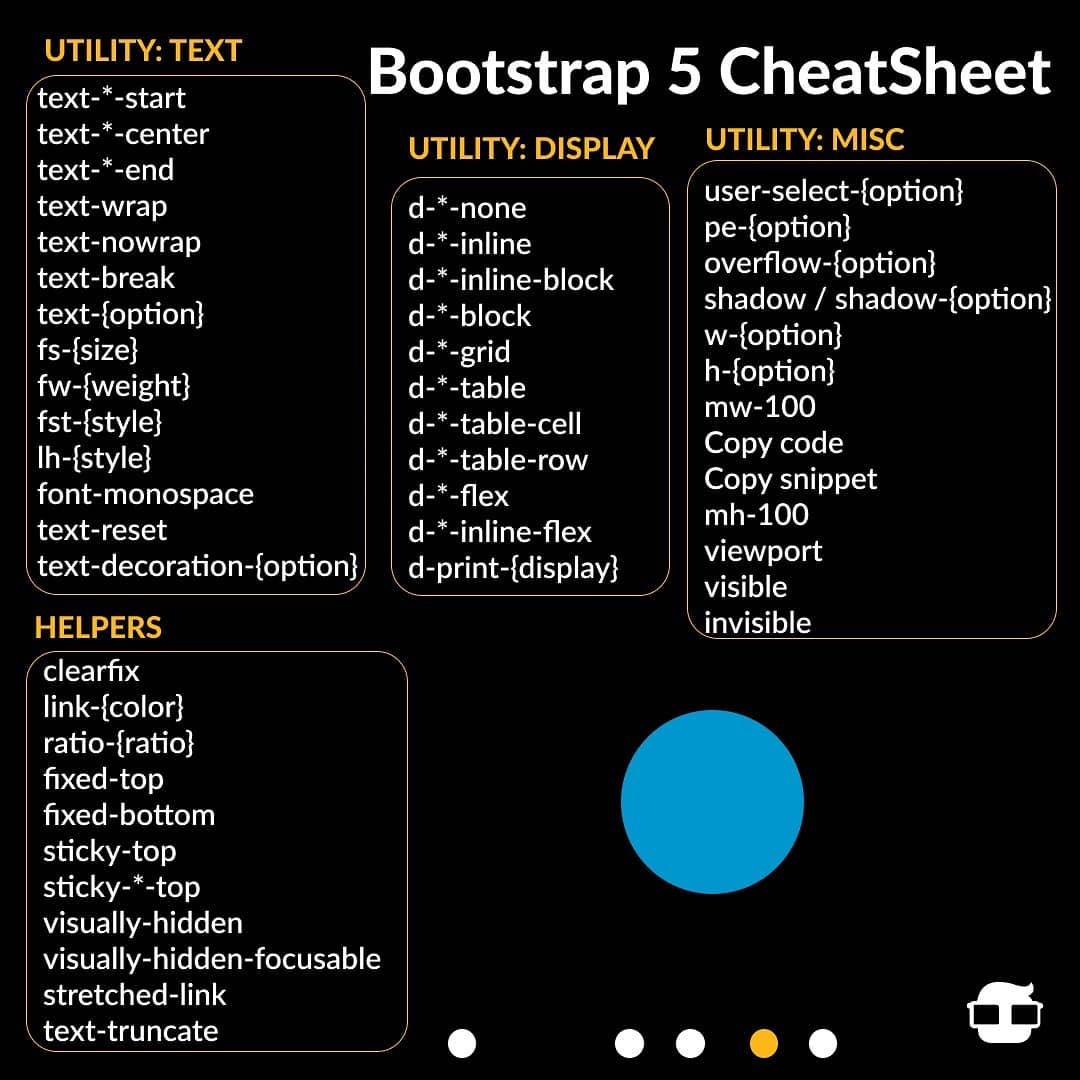 Bootstrap 5 CheatSheet
UTILITY: TEXT
text-*-start
text-*-center
text-*-end
text-wrap
text-nowrap
text-break
text-{option}
fs-{size}
fw-{weight}
fst-{style}
lh-{style}
font-monospace
text-reset
text-decoration-{option}
UTILITY: DISPLAY
d-*-none
d-*-inline
d-*-inline-block
d-*-block
d-*-grid
d-*-table
d-*-table-cell
d-*-table-row
d-*-flex
d-*-inline-flex
d-print-{display}
UTILITY: MISC
user-select-{option}
pe-{option}
overflow-{option}
shadow / shadow-{option}
w-{option}
h-{option}
mw-100
Copy code
Copy snippet
mh-100
viewport
visible
invisible
HELPERS
clearfix
link-{color}
ratio-{ratio}
fixed-top
fixed-bottom
sticky-top
sticky-*-top
visually-hidden
visually-hidden-focusable
stretched-link
text-truncate